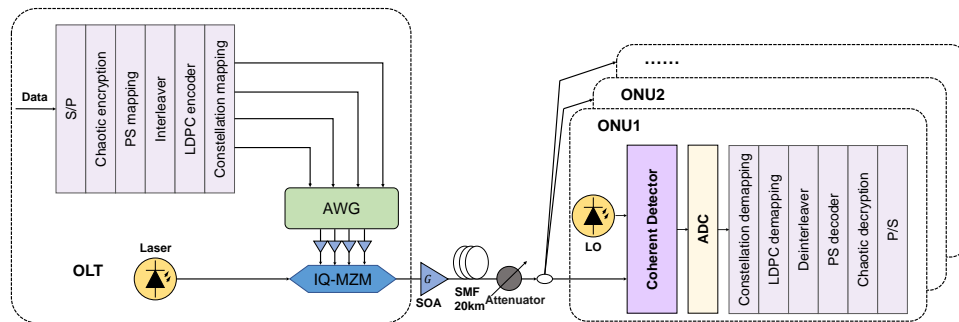 Data
S/P
Chaotic encryption
PS mapping
Interleaver
LDPC encoder
Constellation mapping
AWG
OLT
Laser
IQ-MZM
G
SOA
SMF
20km
Attenuator
......
ONU2
ONU1
LO
Coherent Detector
ADC
Constellation demapping
LDPC demapping
Deinterleaver
PS decoder
Chaotic decryption
P/S